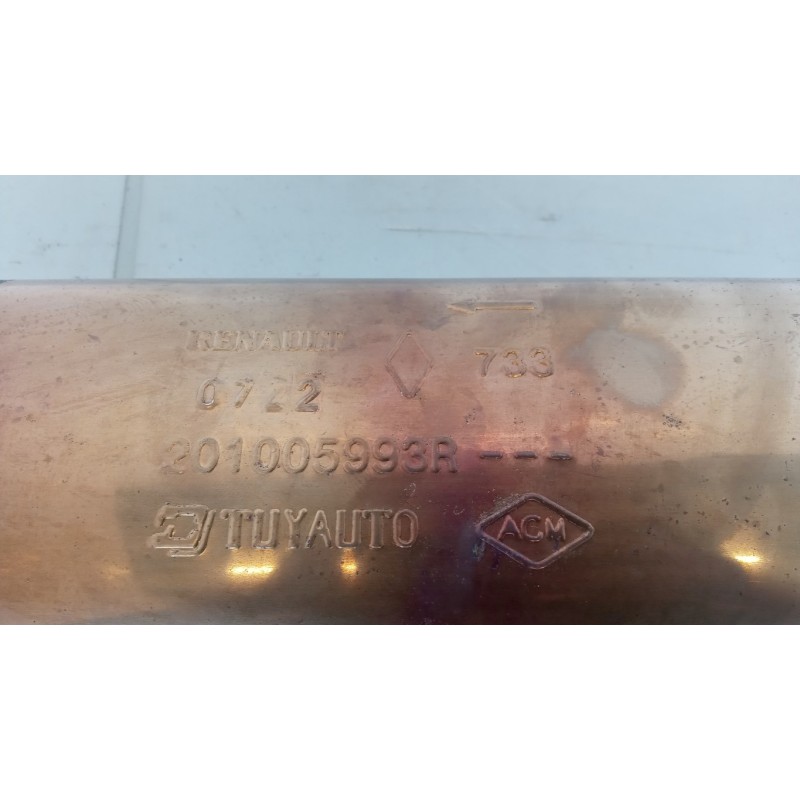 RENAULT 733
0722
201005993R---
TUYAUTO ACM